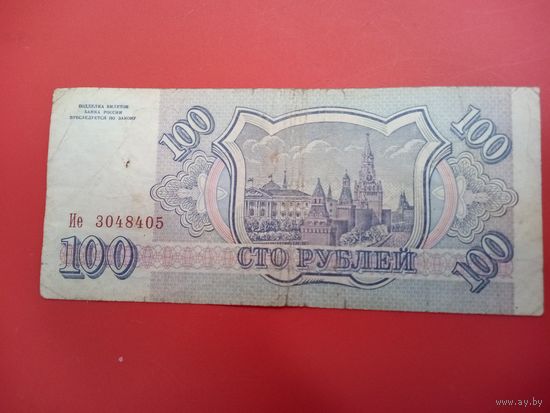 ПОДДЕЛКА БИЛЕТОВ
БАНКА РОССИИ
ПРЕСЛЕДУЕТСЯ ПО ЗАКОНУ
100
100
Ие 3048405
100
СТО РУБЛЕЙ
100
www.ay.by